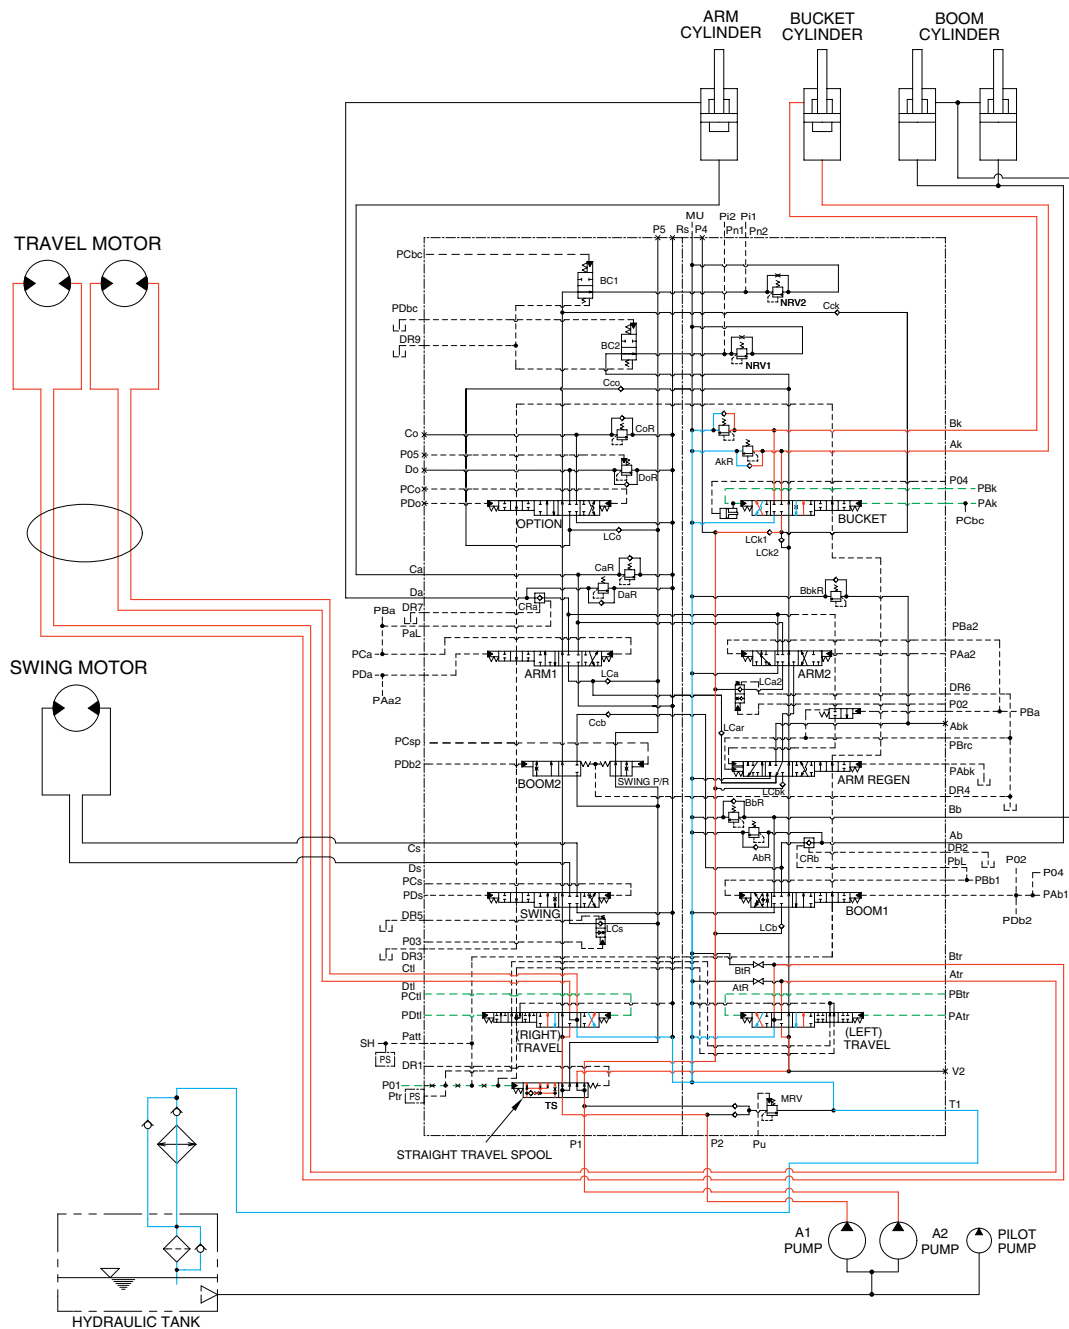 ARM
CYLINDER
BUCKET
CYLINDER
BOOM
CYLINDER
TRAVEL MOTOR
SWING MOTOR
P5
Rs
MU
P4
Pi2
Pn1
Pi1
Pn2
PCbc
BC1
NRV2
Cck
PDbc
DR9
BC2
NRV1
Cco
Co
CoR
Bk
Ak
P05
Do
DoR
AkR
P04
PBk
PCo
PDo
OPTION
BUCKET
PAk
PCbc
LCo
LCk1
LCk2
Ca
CaR
Da
DaR
BbkR
PBa
DR7
CRa
PaL
PBa2
PCa
PAa2
PDa
ARM1
ARM2
PAa2
LCa
LCa2
DR6
P02
PBa
Ccb
LCar
Abk
PCsp
PBrc
PDb2
PAbk
BOOM2
SWING P/R
ARM REGEN
LCbk
DR4
BbR
Bb
Ab
AbR
CRb
DR2
PbL
P02
P04
Cs
Ds
PCs
PDs
PBb1
PAb1
PDb2
SWING
BOOM1
DR5
LCs
LCb
P03
DR3
Ctl
BtR
Btr
Atr
Dtl
AtR
PCtl
PBtr
PDtl
PAtr
Patt
(RIGHT)
TRAVEL
(LEFT)
TRAVEL
SH
PS
DR1
P01
Ptr
PS
TS
V2
MRV
T1
P1
P2
Pu
STRAIGHT TRAVEL SPOOL
A1
PUMP
A2
PUMP
PILOT
PUMP
HYDRAULIC TANK